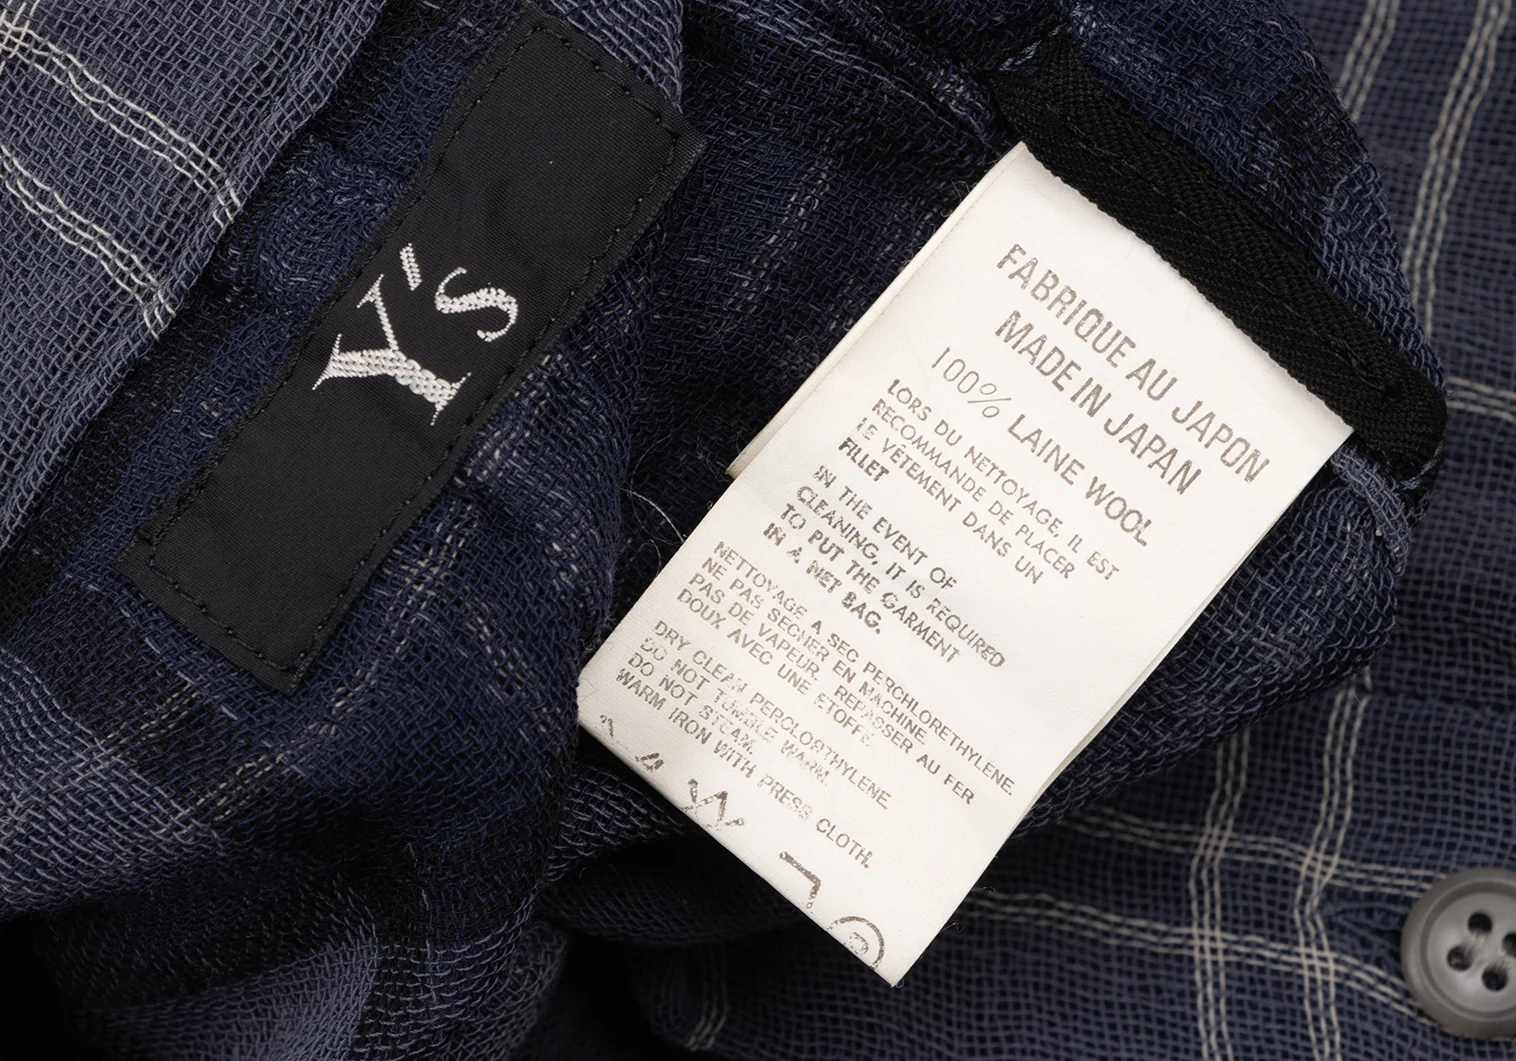 Y's
FABRIQUE AU JAPON
MADE IN JAPAN
100% LAINE WOOL
LORS DU NETTOYAGE, IL EST
RECOMMANDE DE PLACER
LE VÊTEMENT DANS UN
FILLET
IN THE EVENT OF
CLEANING, IT IS REQUIRED
TO PUT THE GARMENT
IN A NET BAG.
NETTOYAGE A SEC PERCHLORETHYLENE.
NE PAS SECHER EN MACHINE.
PAS DE VAPEUR. REPASSER AU FER
DOUX AVEC UNE ETOFFE.
DRY CLEAN PERCLORTHYLENE.
DO NOT TUMBLE WARM.
DO NOT STEAM.
WARM IRON WITH PRESS CLOTH.